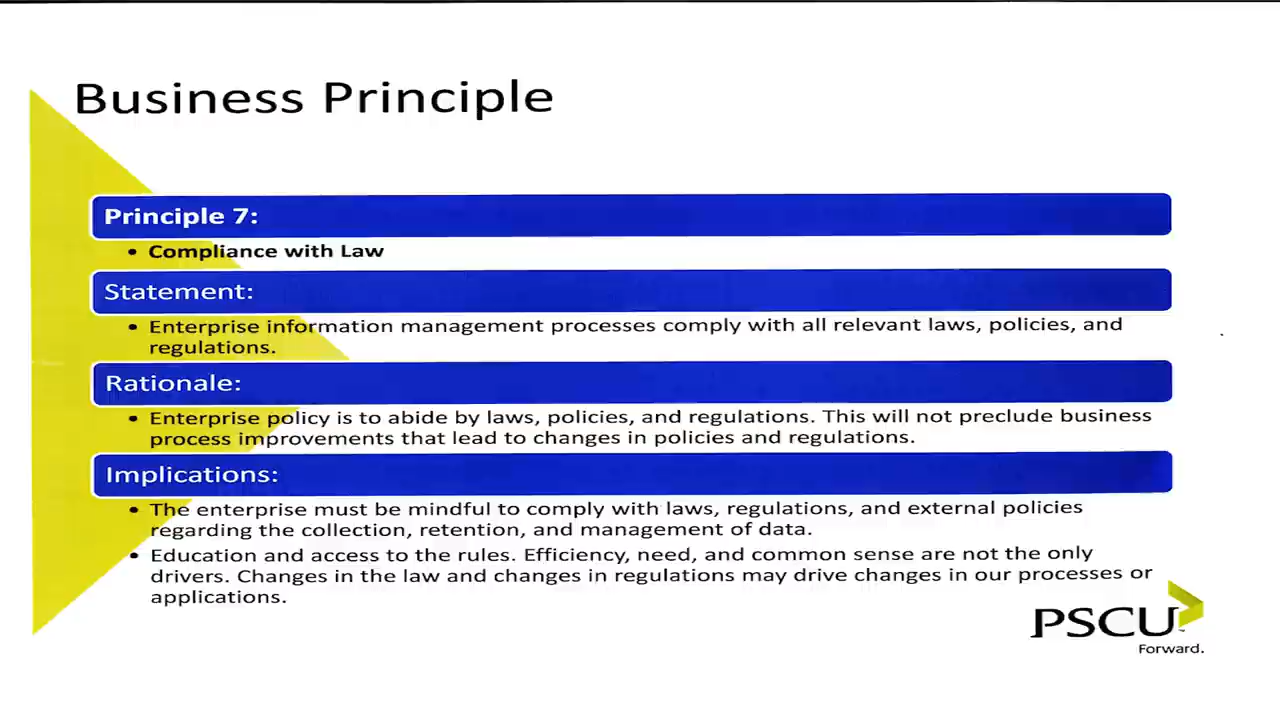 Business Principle
Principle 7:
• Compliance with Law
Statement:
• Enterprise information management processes comply with all relevant laws, policies, and
regulations.
Rationale:
• Enterprise policy is to abide by laws, policies, and regulations. This will not preclude business
process improvements that lead to changes in policies and regulations.
Implications:
• The enterprise must be mindful to comply with laws, regulations, and external policies
regarding the collection, retention, and management of data.
• Education and access to the rules. Efficiency, need, and common sense are not the only
drivers. Changes in the law and changes in regulations may drive changes in our processes or
applications.
PSCU
Forward.